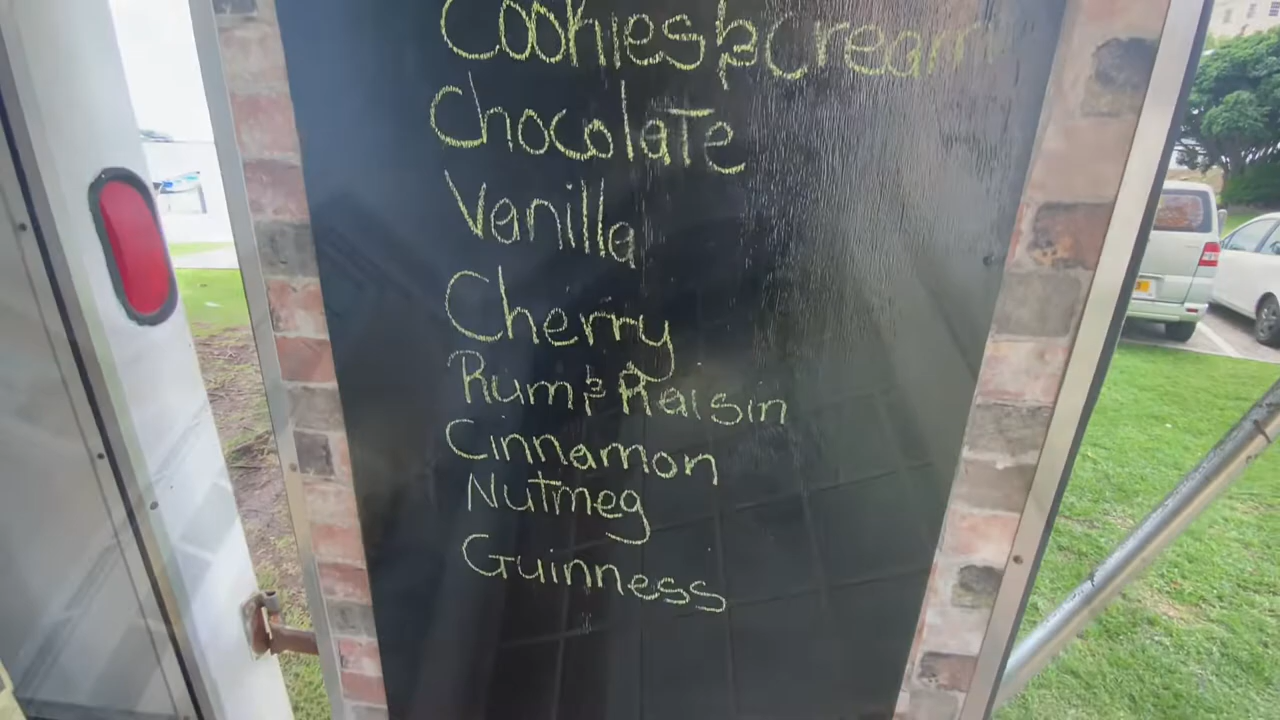 Cookies & Cream
Chocolate
Vanilla
Cherry
Rum & Raisin
Cinnamon
Nutmeg
Guinness